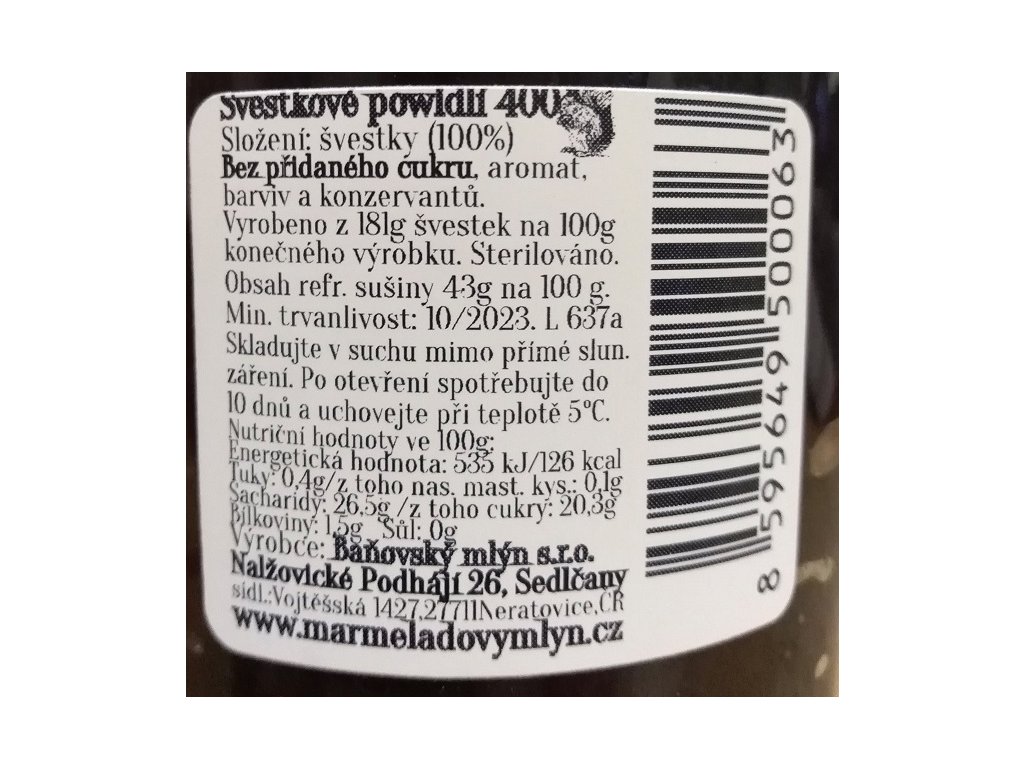 Švestkové powidlí 400g
Složení: švestky (100%)
Bez přidaného cukru, aromat,
barviv a konzervantů.
Vyrobeno z 181g švestek na 100g
konečného výrobku. Sterilováno.
Obsah refr. sušiny 43g na 100 g.
Min. trvanlivost: 10/2023. L 637a
Skladujte v suchu mimo přímé slun.
záření. Po otevření spotřebujte do
10 dnů a uchovejte při teplotě 5°C.
Nutriční hodnoty ve 100g:
Energetická hodnota: 535 kJ/126 kcal
Tuky: 0,4g/z toho nas. mast. kys.: 0,1g
Sacharidy: 26,5g /z toho cukry: 20,3g
Bílkoviny: 1,5g Sůl: 0g
Výrobce: Baňovský mlýn s.r.o.
Nalžovické Podhájí 26, Sedlčany
sídl.:Vojtěšská 1427,27711Neratovice,ČR
www.marmeladovymlyn.cz
8 595649 500063